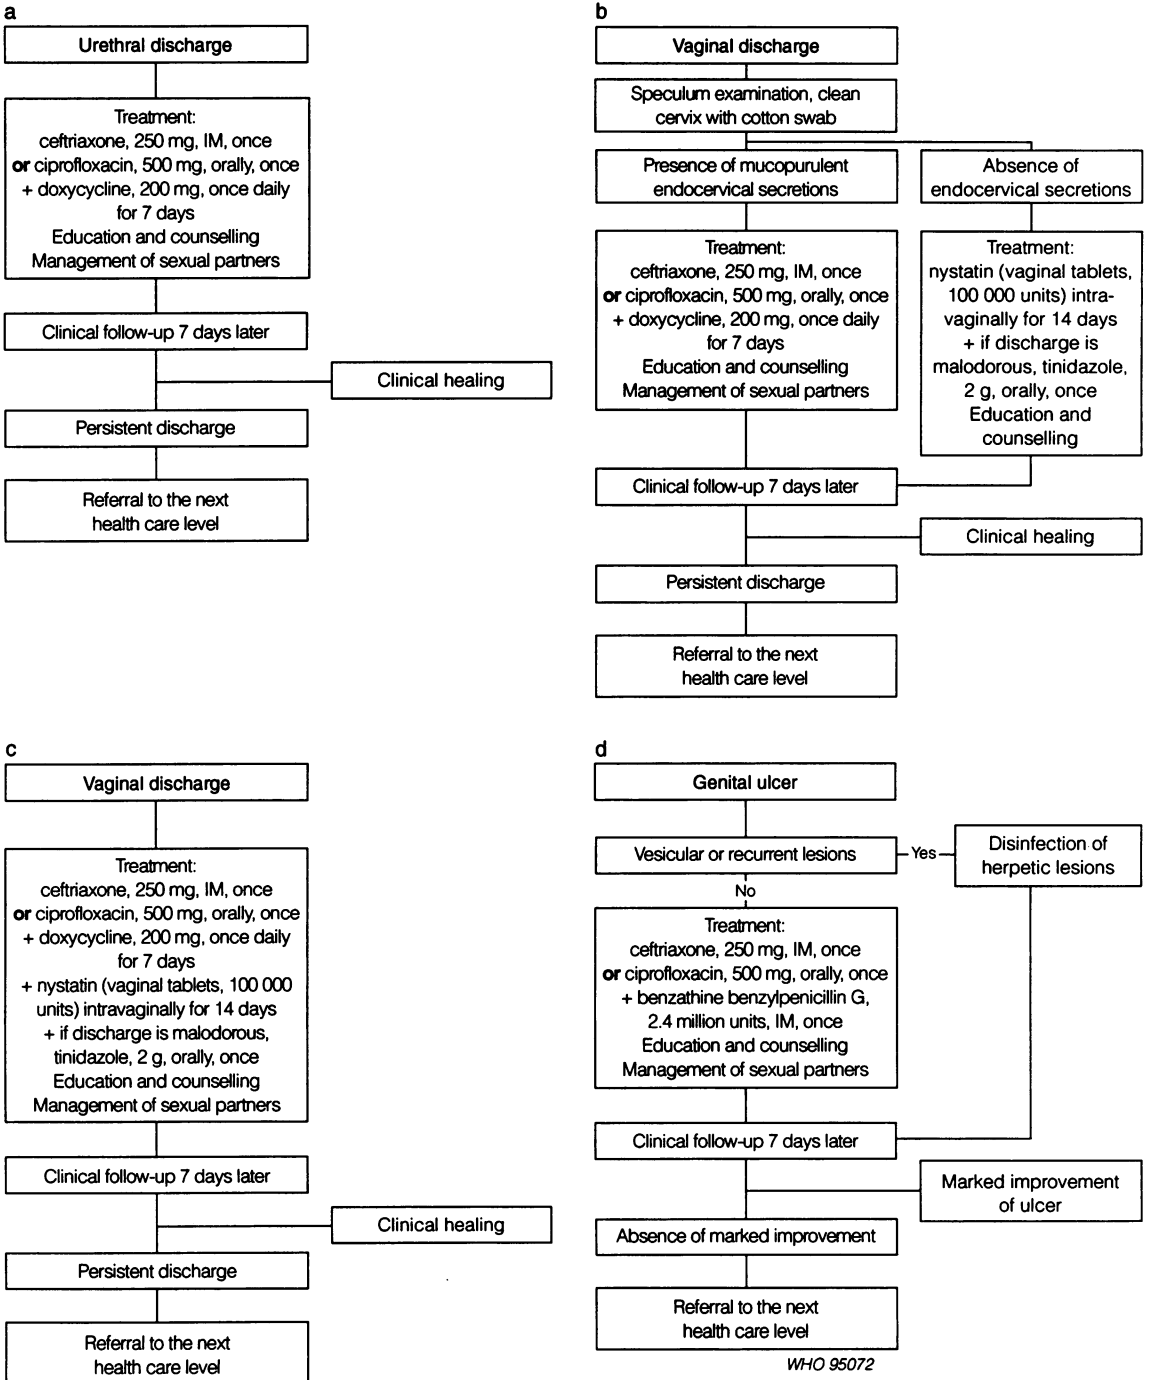 a
Urethral discharge
Treatment:
ceftriaxone, 250 mg, IM, once
or ciprofloxacin, 500 mg, orally, once
+ doxycycline, 200 mg, once daily
for 7 days
Education and counselling
Management of sexual partners
Clinical follow-up 7 days later
Clinical healing
Persistent discharge
Referral to the next
health care level
b
Vaginal discharge
Speculum examination, clean
cervix with cotton swab
Presence of mucopurulent
endocervical secretions
Absence of
endocervical secretions
Treatment:
ceftriaxone, 250 mg, IM, once
or ciprofloxacin, 500 mg, orally, once
+ doxycycline, 200 mg, once daily
for 7 days
Education and counselling
Management of sexual partners
Treatment:
nystatin (vaginal tablets,
100 000 units) intra-
vaginally for 14 days
+ if discharge is
malodorous, tinidazole,
2 g, orally, once
Education and
counselling
Clinical follow-up 7 days later
Clinical healing
Persistent discharge
Referral to the next
health care level
c
Vaginal discharge
Treatment:
ceftriaxone, 250 mg, IM, once
or ciprofloxacin, 500 mg, orally, once
+ doxycycline, 200 mg, once daily
for 7 days
+ nystatin (vaginal tablets, 100 000
units) intravaginally for 14 days
+ if discharge is malodorous,
tinidazole, 2 g, orally, once
Education and counselling
Management of sexual partners
Clinical follow-up 7 days later
Clinical healing
Persistent discharge
Referral to the next
health care level
d
Genital ulcer
Vesicular or recurrent lesions
Yes
Disinfection of
herpetic lesions
No
Treatment:
ceftriaxone, 250 mg, IM, once
or ciprofloxacin, 500 mg, orally, once
+ benzathine benzylpenicillin G,
2.4 million units, IM, once
Education and counselling
Management of sexual partners
Clinical follow-up 7 days later
Marked improvement
of ulcer
Absence of marked improvement
Referral to the next
health care level
WHO 95072